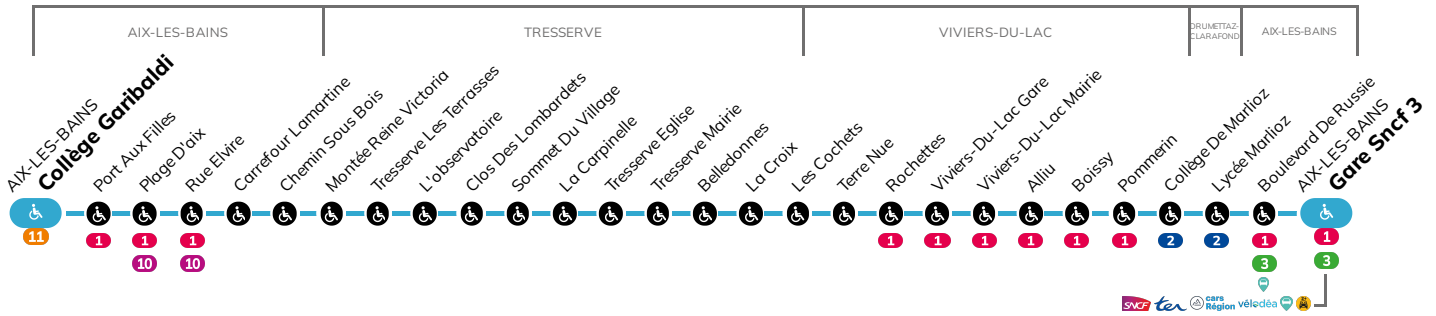 AIX-LES-BAINS
TRESSERVE
VIVIERS-DU-LAC
DRUMETTAZ-
CLARAFOND
AIX-LES-BAINS
AIX-LES-BAINS
Collège Garibaldi
Port Aux Filles
Plage D'aix
Rue Elvire
Carrefour Lamartine
Chemin Sous Bois
Montée Reine Victoria
Tresserve Les Terrasses
L'observatoire
Clos Des Lombardets
Sommet Du Village
La Carpinelle
Tresserve Eglise
Tresserve Mairie
Belledonnes
La Croix
Les Cochets
Terre Nue
Rochettes
Viviers-Du-Lac Gare
Viviers-Du-Lac Mairie
Alliu
Boissy
Pommerin
Collège De Marlioz
Lycée Marlioz
Boulevard De Russie
AIX-LES-BAINS
Gare Sncf 3
11
1
1
1
1
1
1
1
1
1
2
2
1
1
10
10
3
3
SNCF
ter
cars
Région
vélodéa